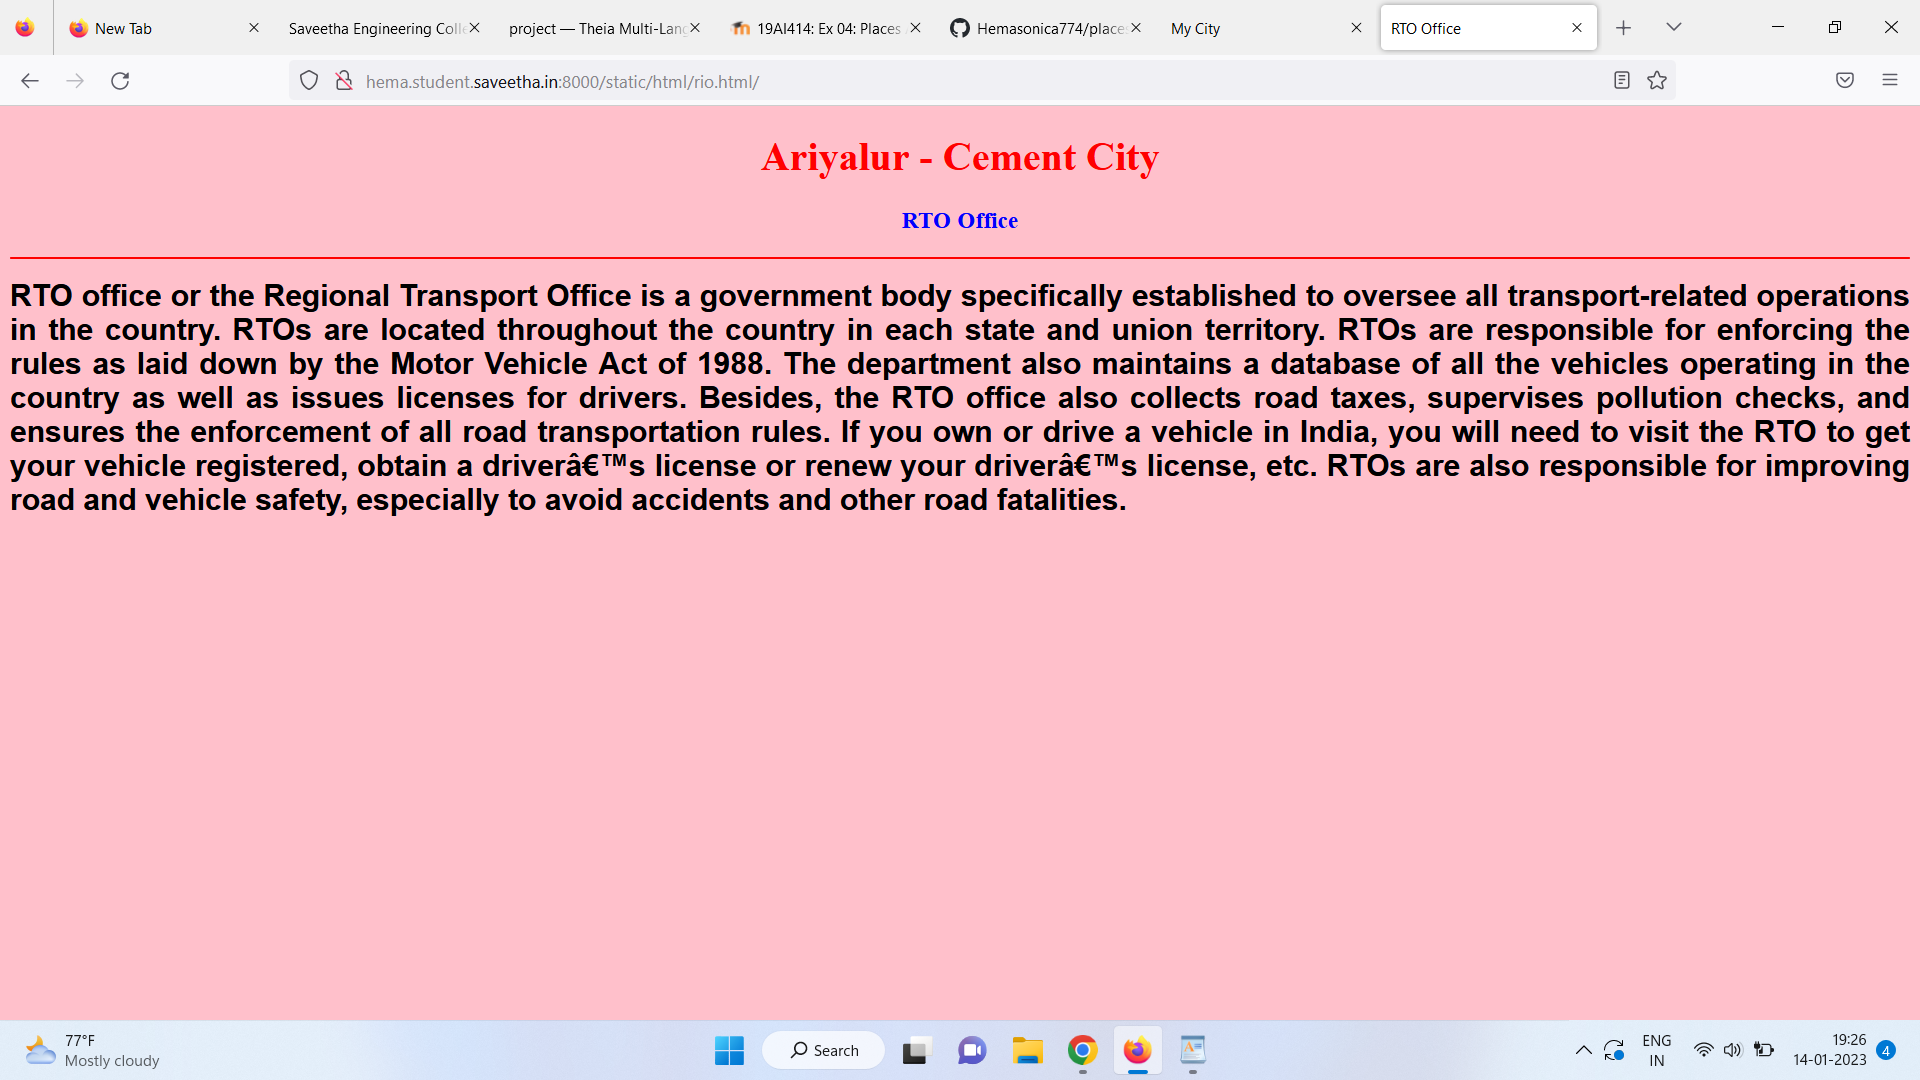 New Tab
Saveetha Engineering Colle
project — Theia Multi-Lang
19AI414: Ex 04: Places
Hemasonica774/place
My City
RTO Office
hema.student.saveetha.in:8000/static/html/rio.html/
Ariyalur - Cement City
RTO Office
RTO office or the Regional Transport Office is a government body specifically established to oversee all transport-related operations
in the country. RTOs are located throughout the country in each state and union territory. RTOs are responsible for enforcing the
rules as laid down by the Motor Vehicle Act of 1988. The department also maintains a database of all the vehicles operating in the
country as well as issues licenses for drivers. Besides, the RTO office also collects road taxes, supervises pollution checks, and
ensures the enforcement of all road transportation rules. If you own or drive a vehicle in India, you will need to visit the RTO to get
your vehicle registered, obtain a driverâ€™s license or renew your driverâ€™s license, etc. RTOs are also responsible for improving
road and vehicle safety, especially to avoid accidents and other road fatalities.
77°F
Mostly cloudy
Search
ENG
IN
19:26
14-01-2023
4